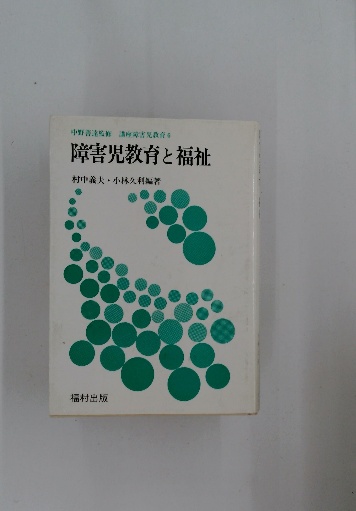 中野善達監修 講座障害児教育 6
障害児教育と福祉
村中義夫・小林久利編著
福村出版